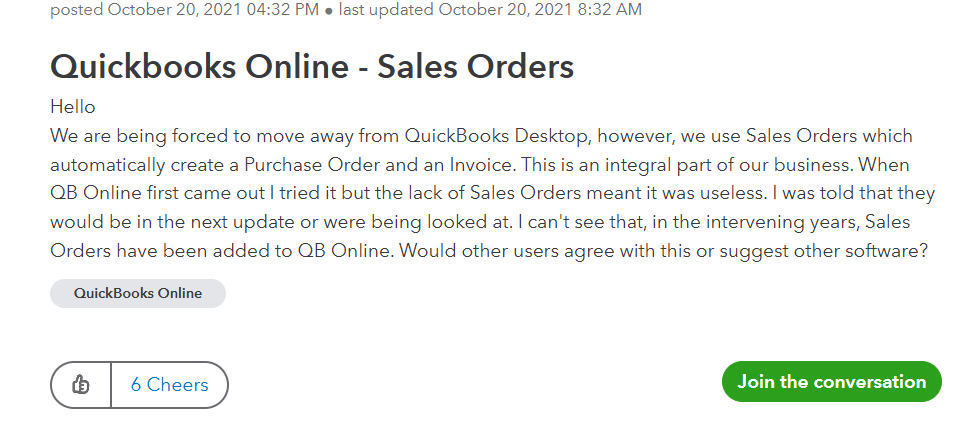 posted October 20, 2021 04:32 PM ● last updated October 20, 2021 8:32 AM
Quickbooks Online - Sales Orders
Hello
We are being forced to move away from QuickBooks Desktop, however, we use Sales Orders which
automatically create a Purchase Order and an Invoice. This is an integral part of our business. When
QB Online first came out I tried it but the lack of Sales Orders meant it was useless. I was told that they
would be in the next update or were being looked at. I can't see that, in the intervening years, Sales
Orders have been added to QB Online. Would other users agree with this or suggest other software?
QuickBooks Online
6 Cheers
Join the conversation